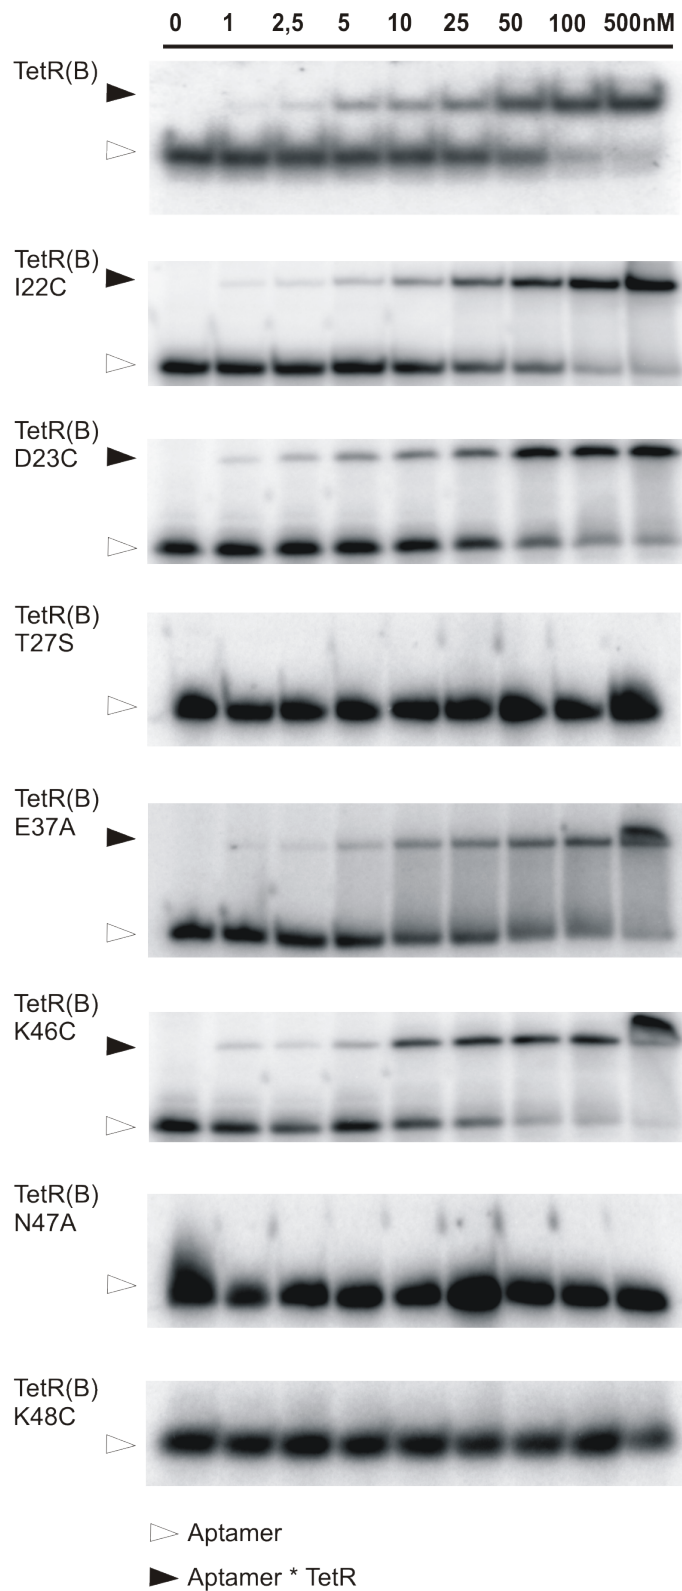 0 1 2,5 5 10 25 50 100 500nM
TetR(B)
TetR(B)
I22C
TetR(B)
D23C
TetR(B)
T27S
TetR(B)
E37A
TetR(B)
K46C
TetR(B)
N47A
TetR(B)
K48C
Aptamer
Aptamer * TetR